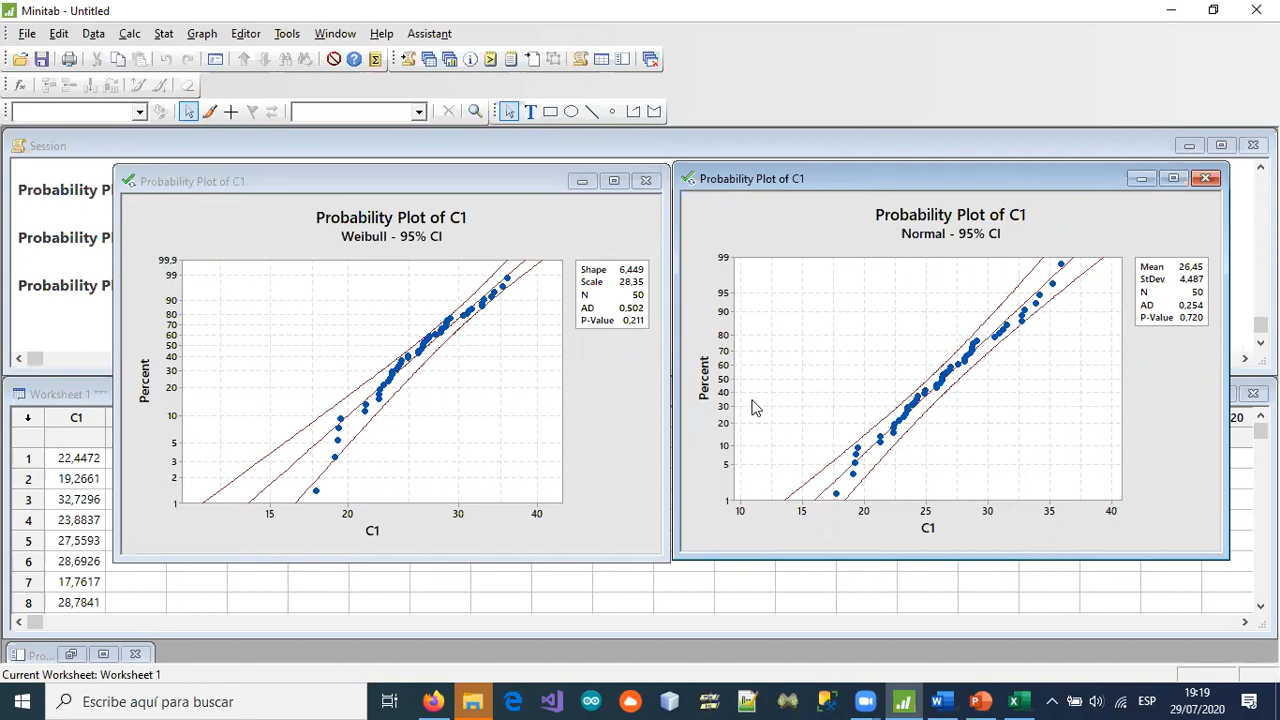 Minitab - Untitled
File Edit Data Calc Stat Graph Editor Tools Window Help Assistant
Session
Probability Pl
Probability Pl
Probability Pl
Probability Plot of C1
Probability Plot of C1
Weibull - 95% CI
99,9
99
90
80
70
60
50
40
30
20
10
5
3
2
1
Percent
15 20 30 40
C1
Shape 6,449
Scale 28,35
N 50
AD 0,502
P-Value 0,211
Probability Plot of C1
Probability Plot of C1
Normal - 95% CI
99
95
90
80
70
60
50
40
30
20
10
5
1
Percent
10 15 20 25 30 35 40
C1
Mean 26,45
StDev 4,487
N 50
AD 0,254
P-Value 0,720
Worksheet 1 ***
C1
20
1 22,4472
2 19,2661
3 32,7296
4 23,8837
5 27,5593
6 28,6926
7 17,7617
8 28,7841
Pro...
Current Worksheet: Worksheet 1
Escribe aquí para buscar
ESP
19:19
29/07/2020